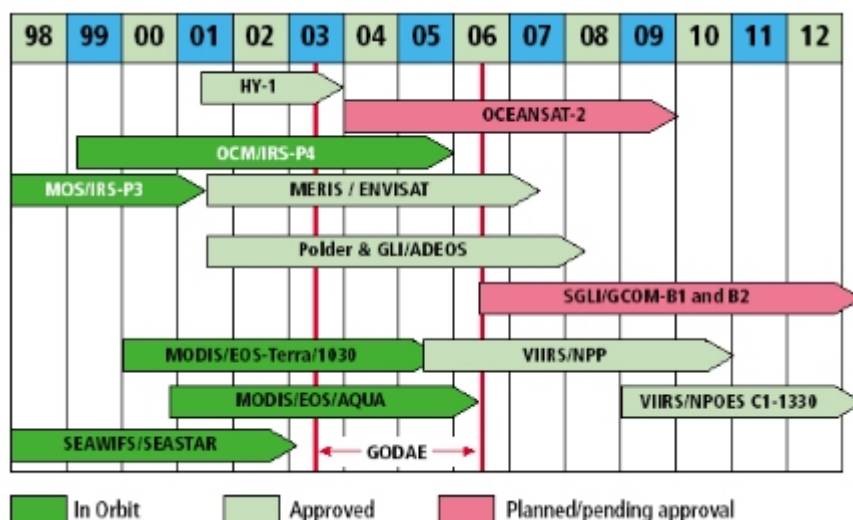 98 99 00 01 02 03 04 05 06 07 08 09 10 11 12
HY-1
OCEANSAT-2
OCM/IRS-P4
MOS/IRS-P3 MERIS / ENVISAT
Polder & GLI/ADEOS
SGLI/GCOM-B1 and B2
MODIS/EOS-Terra/1030 VIIRS/NPP
MODIS/EOS/AQUA VIIRS/NPOES C1-1330
SEAWIFS/SEASTAR GODAE
In Orbit Approved Planned/pending approval